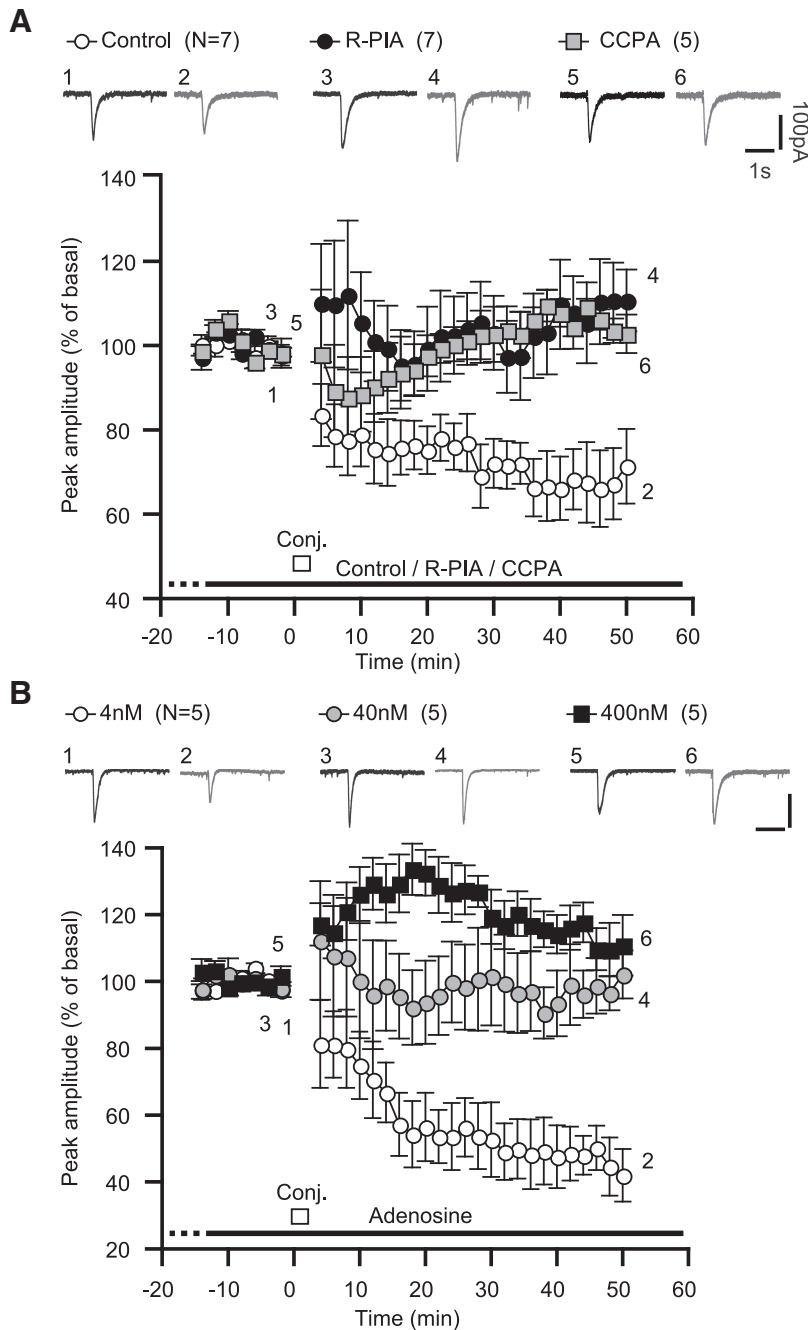 A
Control (N=7) R-PIA (7) CCPA (5)
1 2 3 4 5 6
100pA
1s
Peak amplitude (% of basal)
140
120
100
80
60
40
3
5
1
4
6
2
Conj.
Control / R-PIA / CCPA
-20 -10 0 10 20 30 40 50 60
Time (min)
B
4nM (N=5) 40nM (5) 400nM (5)
1 2 3 4 5 6
Peak amplitude (% of basal)
140
120
100
80
60
40
20
5
3 1
6
4
2
Conj.
Adenosine
-20 -10 0 10 20 30 40 50 60
Time (min)